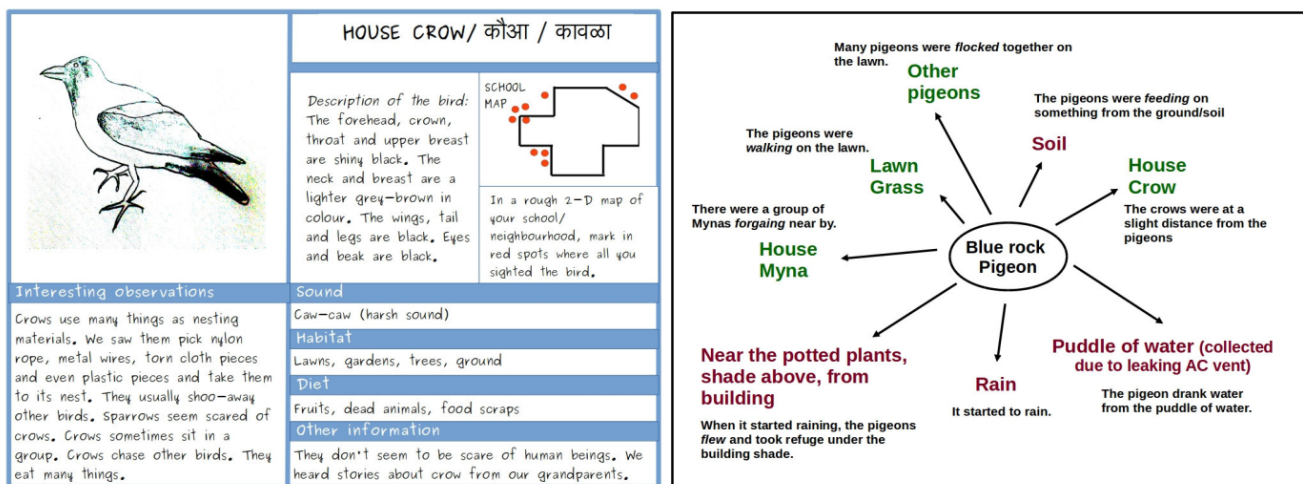 HOUSE CROW/ कौआ / कावळा
Description of the bird:
The forehead, crown,
throat and upper breast
are shiny black. The
neck and breast are a
lighter grey-brown in
colour. The wings, tail
and legs are black. Eyes
and beak are black.
SCHOOL
MAP
In a rough 2-D map of
your school/
neighbourhood, mark in
red spots where all you
sighted the bird.
Interesting observations
Crows use many things as nesting
materials. We saw them pick nylon
rope, metal wires, torn cloth pieces
and even plastic pieces and take them
to its nest. They usually shoo-away
other birds. Sparrows seem scared of
crows. Crows sometimes sit in a
group. Crows chase other birds. They
eat many things.
Sound
Caw-caw (harsh sound)
Habitat
Lawns, gardens, trees, ground
Diet
Fruits, dead animals, food scraps
Other information
They don't seem to be scare of human beings. We
heard stories about crow from our grandparents.
Many pigeons were flocked together on
the lawn.
Other
pigeons
The pigeons were feeding on
something from the ground/soil
Soil
The pigeons were
walking on the lawn.
Lawn
Grass
House
Crow
The crows were at a
slight distance from the
pigeons
There were a group of
Mynas forgaing near by.
House
Myna
Blue rock
Pigeon
Near the potted plants,
shade above, from
building
When it started raining, the pigeons
flew and took refuge under the
building shade.
Rain
It started to rain.
Puddle of water (collected
due to leaking AC vent)
The pigeon drank water
from the puddle of water.